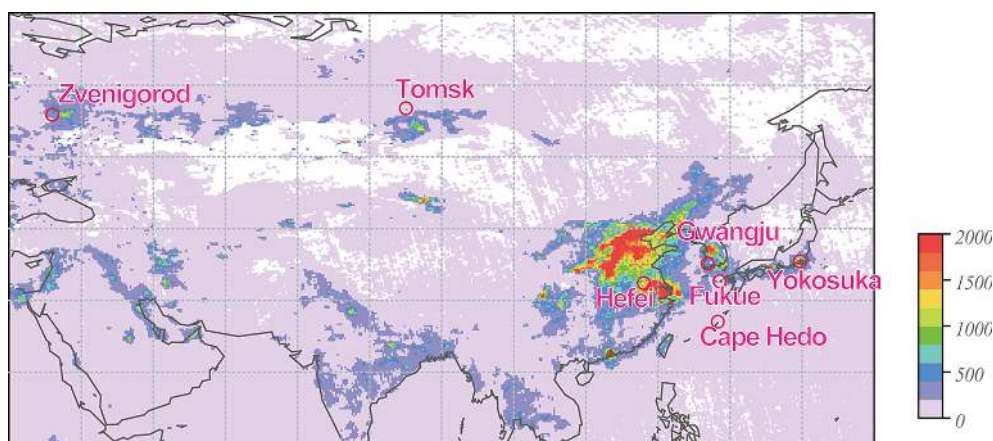 Zvenigorod
Tomsk
Gwangju
Yokosuka
Hefei
Fukue
Cape Hedo
2000
1500
1000
500
0